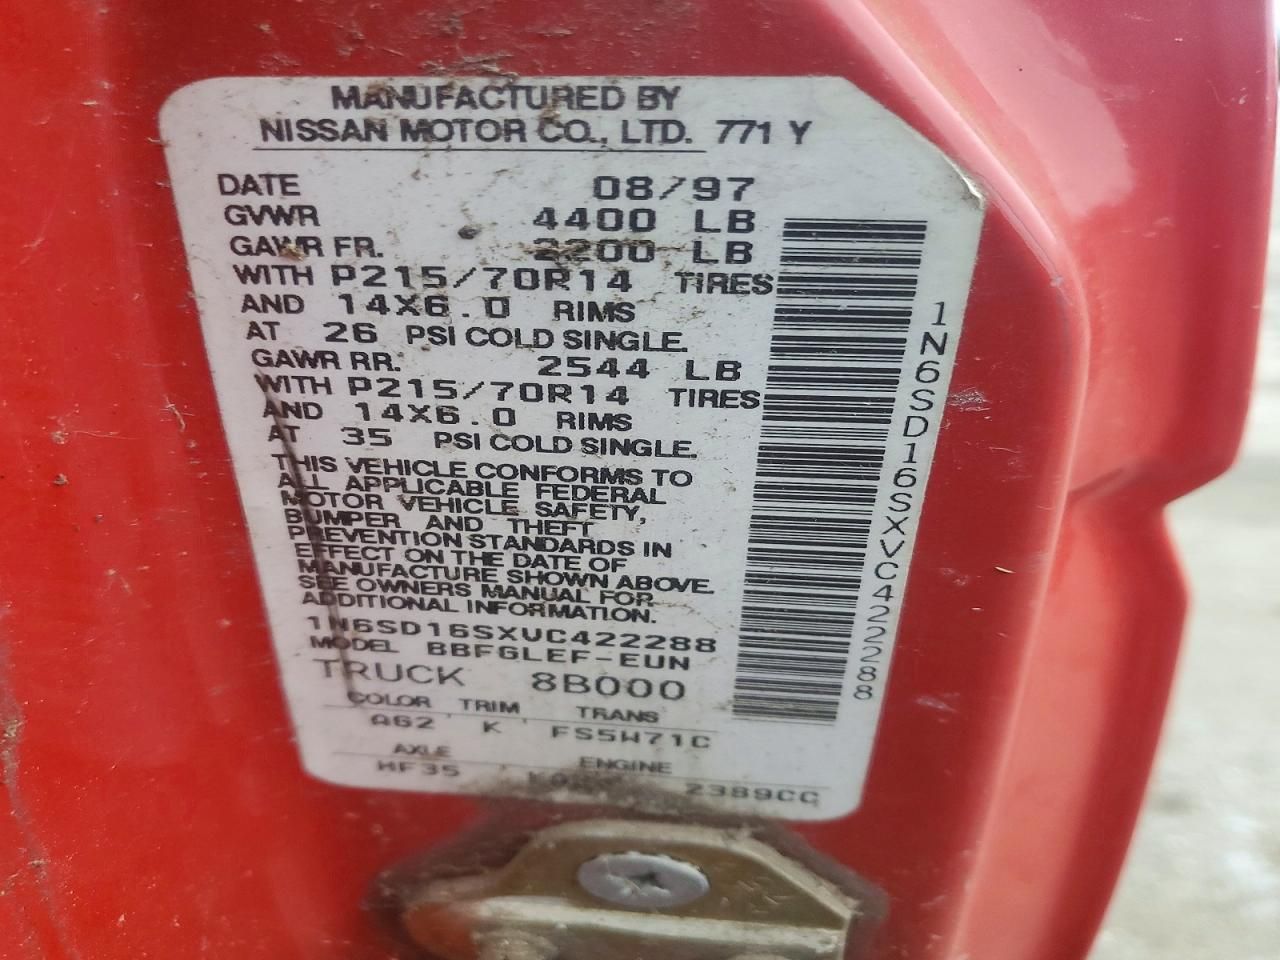 MANUFACTURED BY
NISSAN MOTOR CO., LTD. 771 Y
DATE 08/97
GVWR 4400 LB
GAWR FR. 2200 LB
WITH P215/70R14 TIRES
AND 14X6.0 RIMS
AT 26 PSI COLD SINGLE.
GAWR RR. 2544 LB
WITH P215/70R14 TIRES
AND 14X6.0 RIMS
AT 35 PSI COLD SINGLE.
THIS VEHICLE CONFORMS TO
ALL APPLICABLE FEDERAL
MOTOR VEHICLE SAFETY,
BUMPER AND THEFT
PREVENTION STANDARDS IN
EFFECT ON THE DATE OF
MANUFACTURE SHOWN ABOVE.
SEE OWNERS MANUAL FOR
ADDITIONAL INFORMATION.
1N6SD16SXVC422288
MODEL BBFGLEF-EUN
TRUCK 8B000
COLOR TRIM TRANS
AG2 K FS5W71C
AXLE ENGINE
HF35 2389CC
1N6SD16SXVC422288